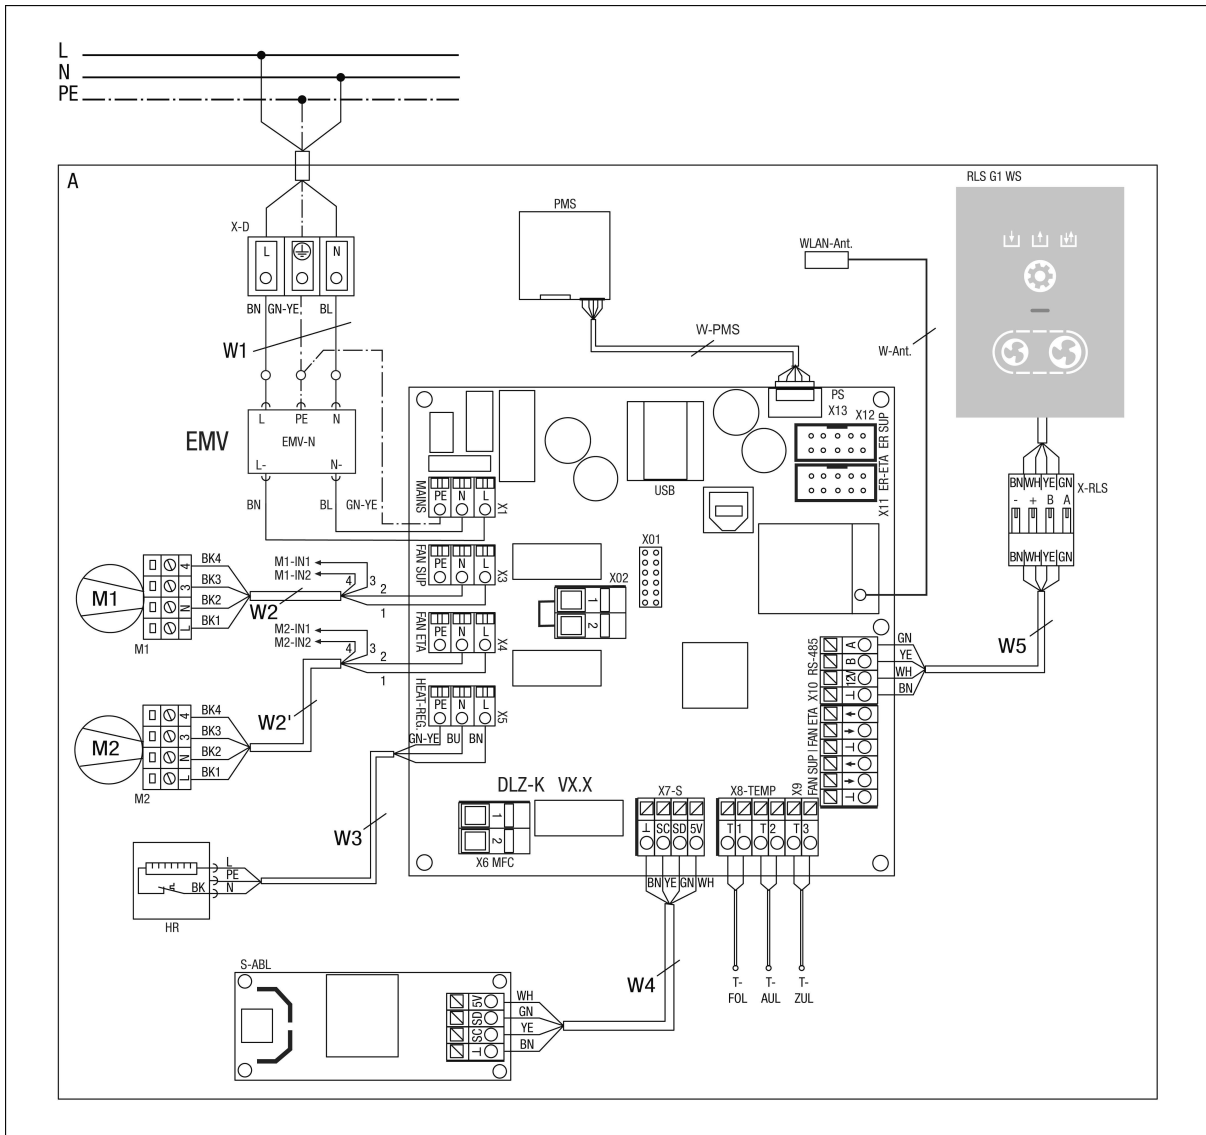 L
N
PE
A
RLS G1 WS
PMS
X-D
L
N
WLAN-Ant.
BN GN-YE BL
W-PMS
W1
W-Ant.
PS
X13 X12
L PE N
EMV
EMV-N
ER SUP
L- N-
USB
ER-ETA
X11
BN WH YE GN
X-RLS
- + B A
BN BL GN-YE
MAINS
PE N L
X1
BN WH YE GN
X01
M1-IN1
M1-IN2
4 3
2
1
FAN SUP
PE N L
X3
X02
1
2
M1
BK4
BK3
BK2
BK1
4
3
N
L
M1
W2
M2-IN1
M2-IN2
4 3
2
1
FAN ETA
PE N L
X4
W5
GN
YE
WH
BN
A
B
12V
⊥
X10 RS-485
W2'
HEAT-REG.
PE N L
X5
GN-YE BU BN
M2
BK4
BK3
BK2
BK1
4
3
N
L
M2
FAN SUP | FAN ETA
X9
⊥
⊥
DLZ-K VX.X
X7-S
X8-TEMP
⊥ SC SD 5V
T 1 T 2 T 3
W3
1
2
X6 MFC
L
PE
BK N
HR
BN YE GN WH
S-ABL
W4
T-FOL
T-AUL
T-ZUL
5V
SD
SC
⊥
WH
GN
YE
BN